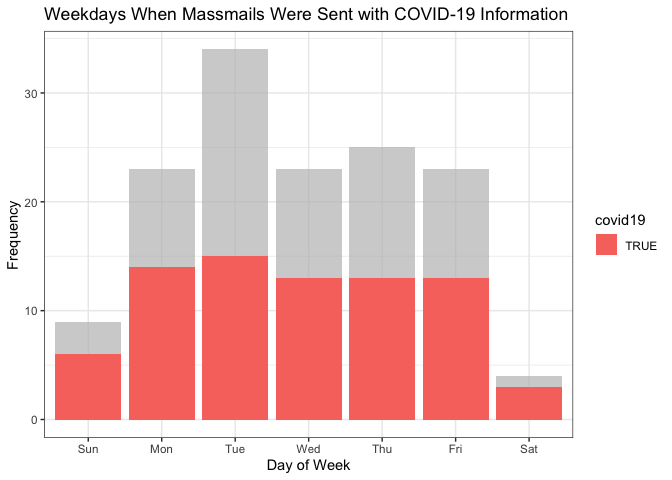 Weekdays When Massmails Were Sent with COVID-19 Information
30
20
10
0
Frequency
Sun Mon Tue Wed Thu Fri Sat
Day of Week
covid19
TRUE